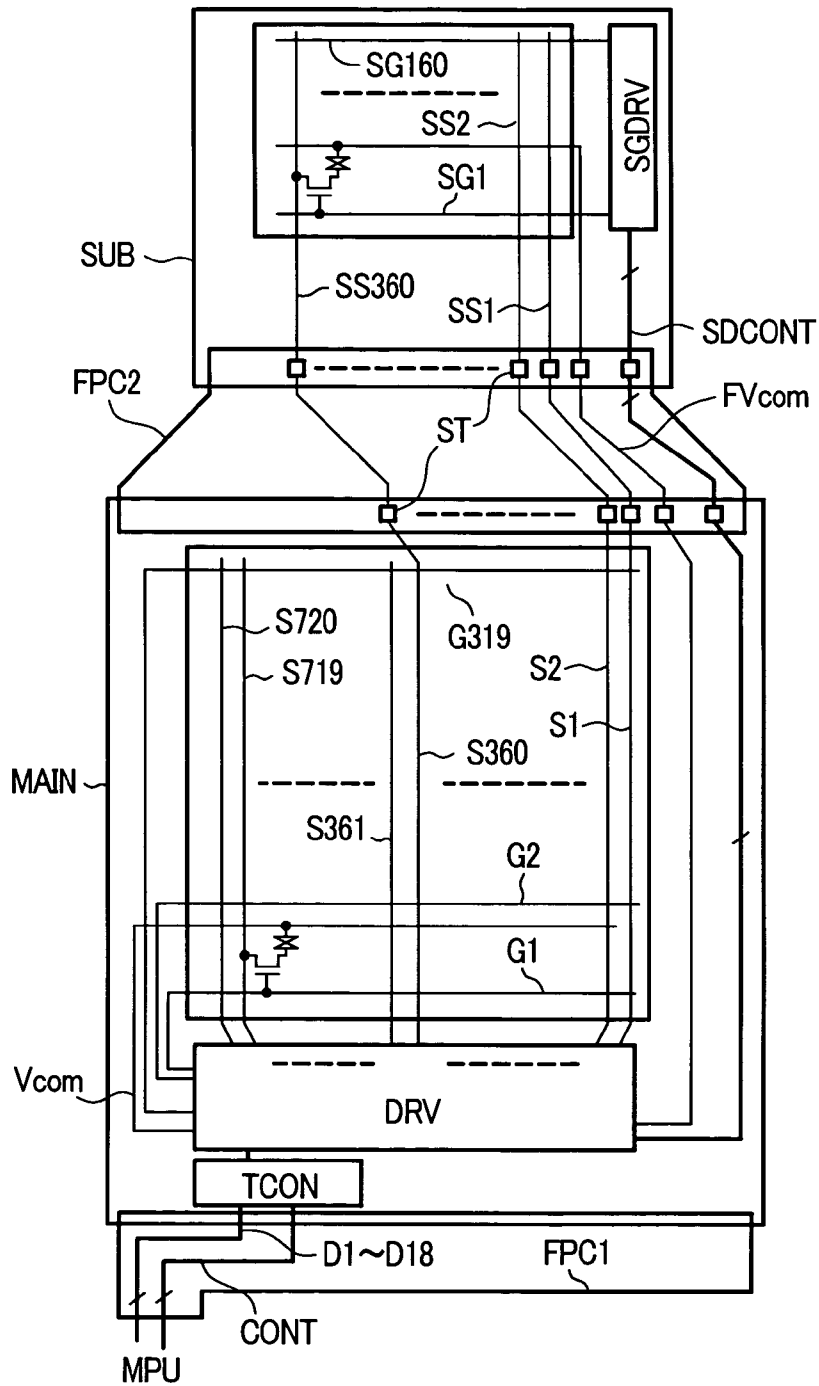 SG160
SS2
SGDRV
SG1
SUB
SS360
SS1
SDCONT
FPC2
ST
FVcom
S720
G319
S719
S2
S1
S360
MAIN
S361
G2
G1
Vcom
DRV
TCON
D1～D18
FPC1
CONT
MPU